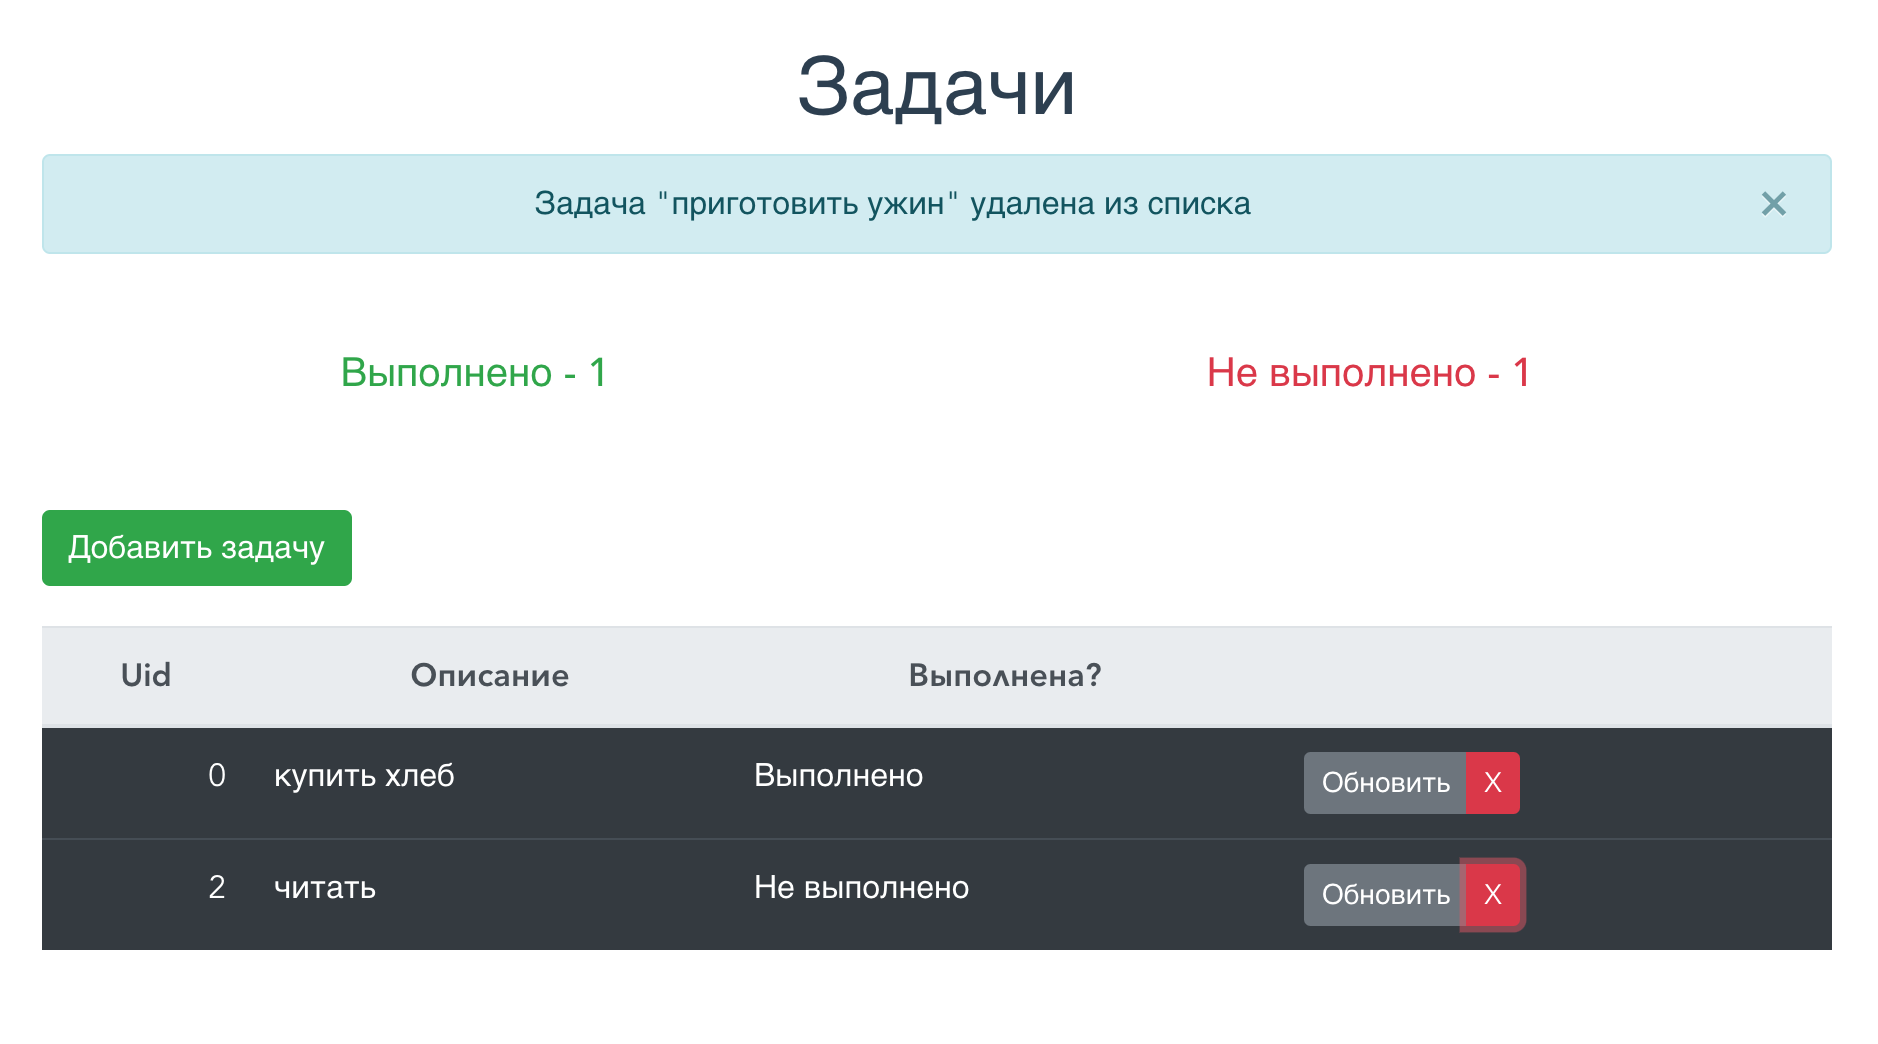 Задачи
Задача "приготовить ужин" удалена из списка ×
Выполнено - 1 Не выполнено - 1
Добавить задачу
Uid Описание Выполнена?
0 купить хлеб Выполнено Обновить X
2 читать Не выполнено Обновить X